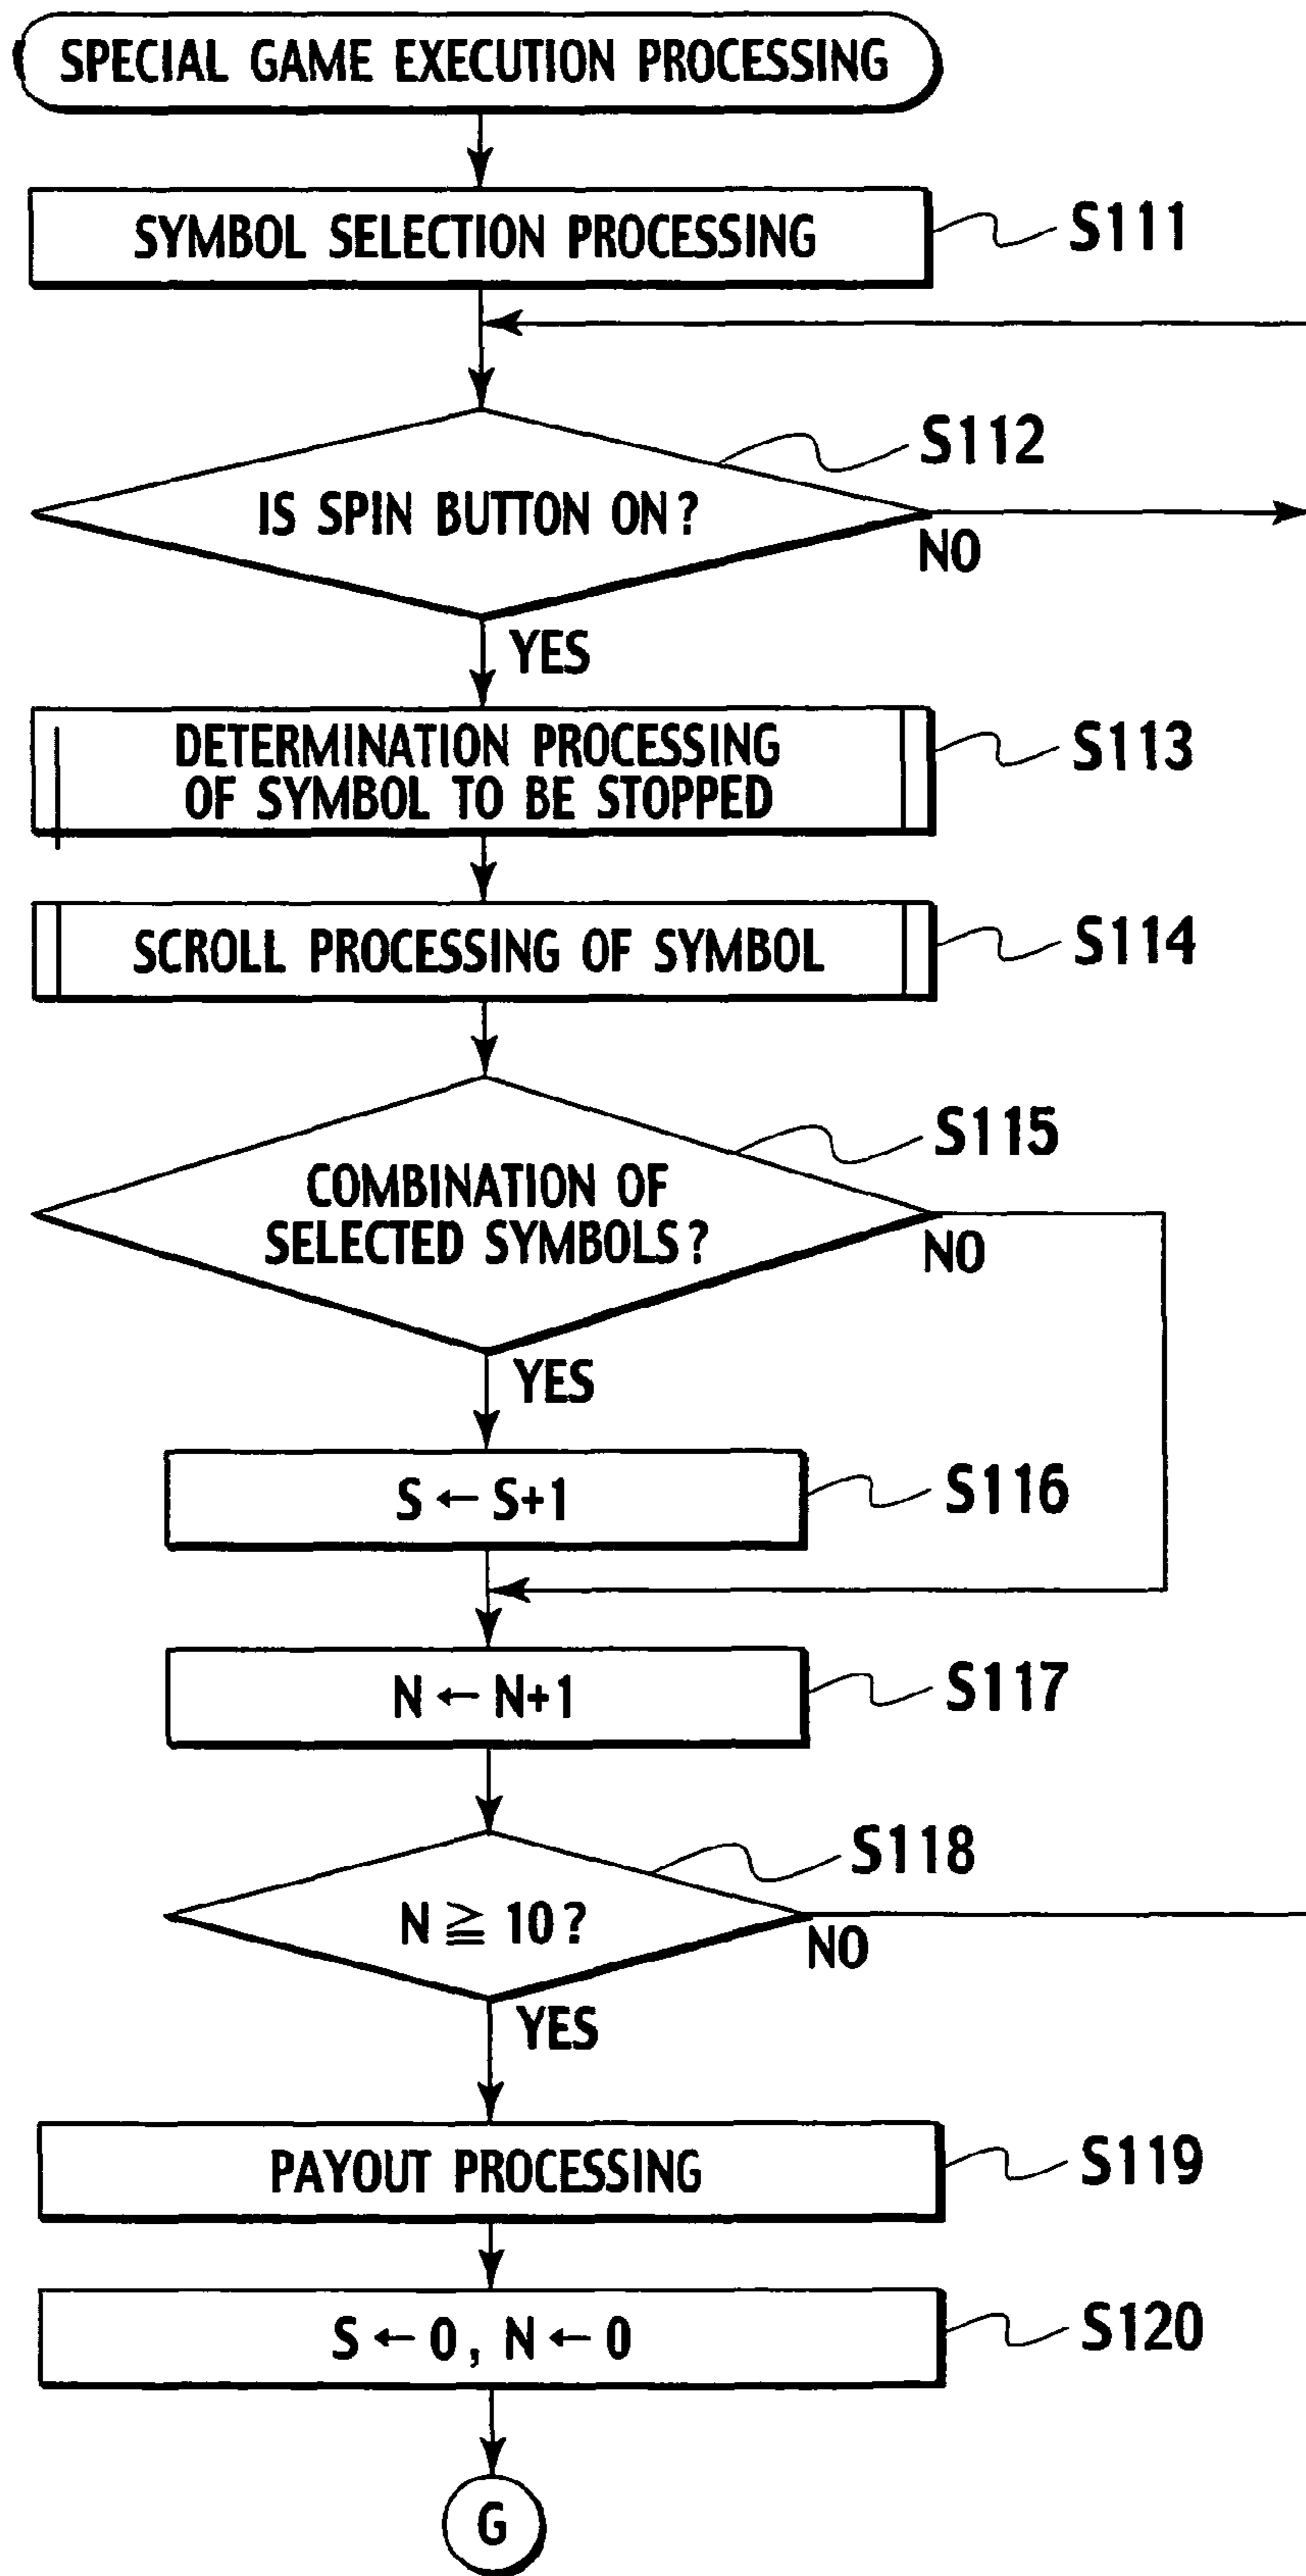 SPECIAL GAME EXECUTION PROCESSING
SYMBOL SELECTION PROCESSING
S111
S112
IS SPIN BUTTON ON?
NO
YES
DETERMINATION PROCESSING
OF SYMBOL TO BE STOPPED
S113
SCROLL PROCESSING OF SYMBOL
S114
S115
COMBINATION OF
SELECTED SYMBOLS?
NO
YES
S ← S+1
S116
N ← N+1
S117
S118
N ≧ 10?
NO
YES
PAYOUT PROCESSING
S119
S ← 0, N ← 0
S120
G